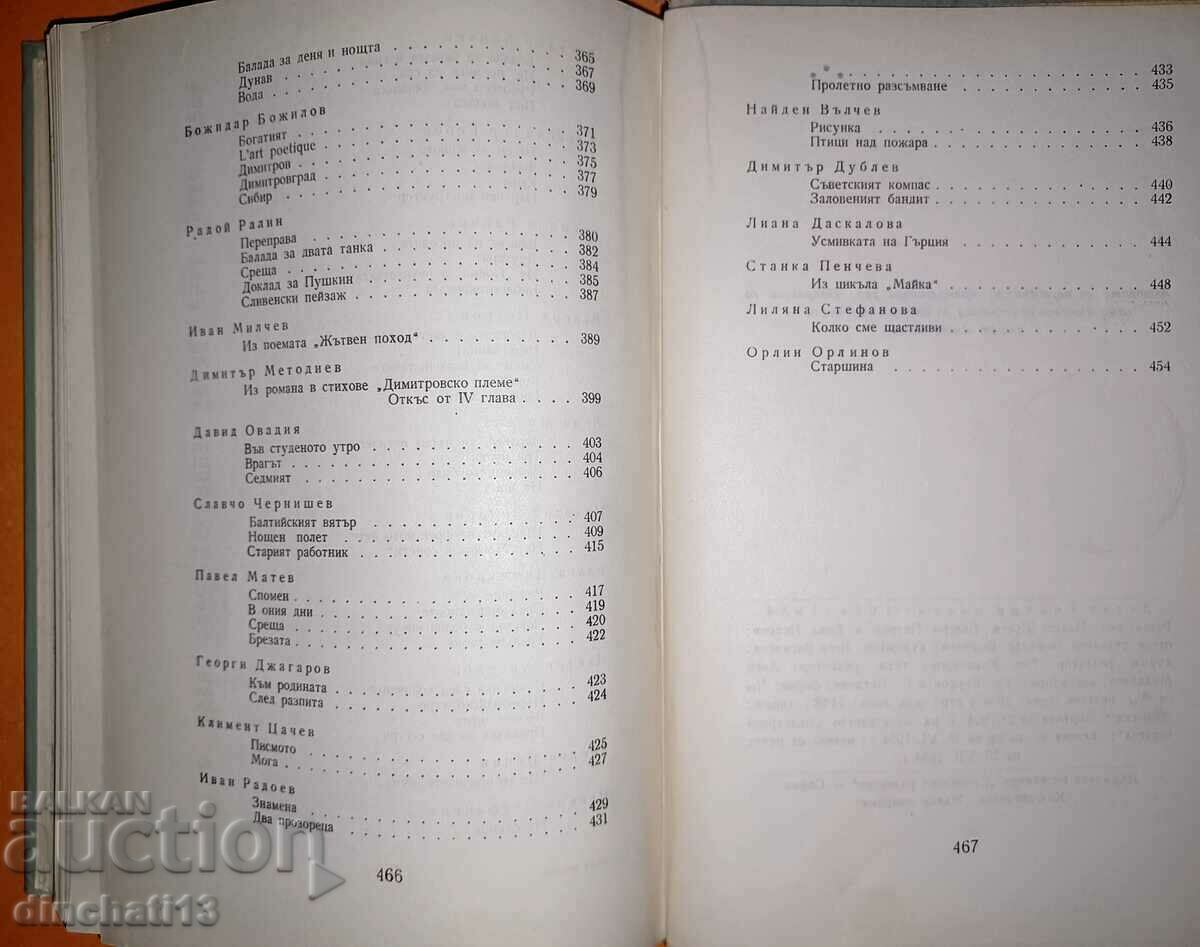 Балада за деня и нощта . . . . . . . . . . . 365
Дунав . . . . . . . . . . . . . . . . . 367
Вода . . . . . . . . . . . . . . . . . 369
Божидар Божилов
Богатият . . . . . . . . . . . . . . . . 371
L'art poetique . . . . . . . . . . . . . . 373
Димитров . . . . . . . . . . . . . . . . 375
Димитровград . . . . . . . . . . . . . . 377
Сибир . . . . . . . . . . . . . . . . . 379
Радой Ралин
Переправа . . . . . . . . . . . . . . . 380
Балада за двата танка . . . . . . . . . . . 382
Среща . . . . . . . . . . . . . . . . . 384
Доклад за Пушкин . . . . . . . . . . . . . 385
Сливенски пейзаж . . . . . . . . . . . . . 387
Иван Милчев
Из поемата „Жътвен поход“ . . . . . . . . . . 389
Димитър Методиев
Из романа в стихове „Димитровско племе“
Откъс от IV глава . . . . 399
Давид Овадия
Във студеното утро . . . . . . . . . . . . 403
Врагът . . . . . . . . . . . . . . . . . 404
Седмият . . . . . . . . . . . . . . . . 406
Славчо Чернишев
Балтийският вятър . . . . . . . . . . . . . 407
Нощен полет . . . . . . . . . . . . . . . 409
Старият работник . . . . . . . . . . . . . 415
Павел Матев
Спомен . . . . . . . . . . . . . . . . . 417
В ония дни . . . . . . . . . . . . . . . 419
Среща . . . . . . . . . . . . . . . . . 420
Брезата . . . . . . . . . . . . . . . . 422
Георги Джагаров
Към родината . . . . . . . . . . . . . . 423
След разпита . . . . . . . . . . . . . . 424
Климент Цачев
Писмото . . . . . . . . . . . . . . . . 425
Мога . . . . . . . . . . . . . . . . . 427
Иван Радоев
Знамена . . . . . . . . . . . . . . . . 429
Два прозореца . . . . . . . . . . . . . . 431
466
* * * . . . . . . . . . . . . . . . . . 433
Пролетно разсъмване . . . . . . . . . . . . 435
Найден Вълчев
Рисунка . . . . . . . . . . . . . . . . 436
Птици над пожара . . . . . . . . . . . . . 438
Димитър Дублев
Съветският компас . . . . . . . . . . . . . 440
Заловеният бандит . . . . . . . . . . . . . 442
Лиана Даскалова
Усмивката на Гърция . . . . . . . . . . . . 444
Станка Пенчева
Из цикъла „Майка“ . . . . . . . . . . . . . 448
Лиляна Стефанова
Колко сме щастливи . . . . . . . . . . . . 452
Орлин Орлинов
Старшина . . . . . . . . . . . . . . . . 454
467
BALKAN
auction
dinchati13